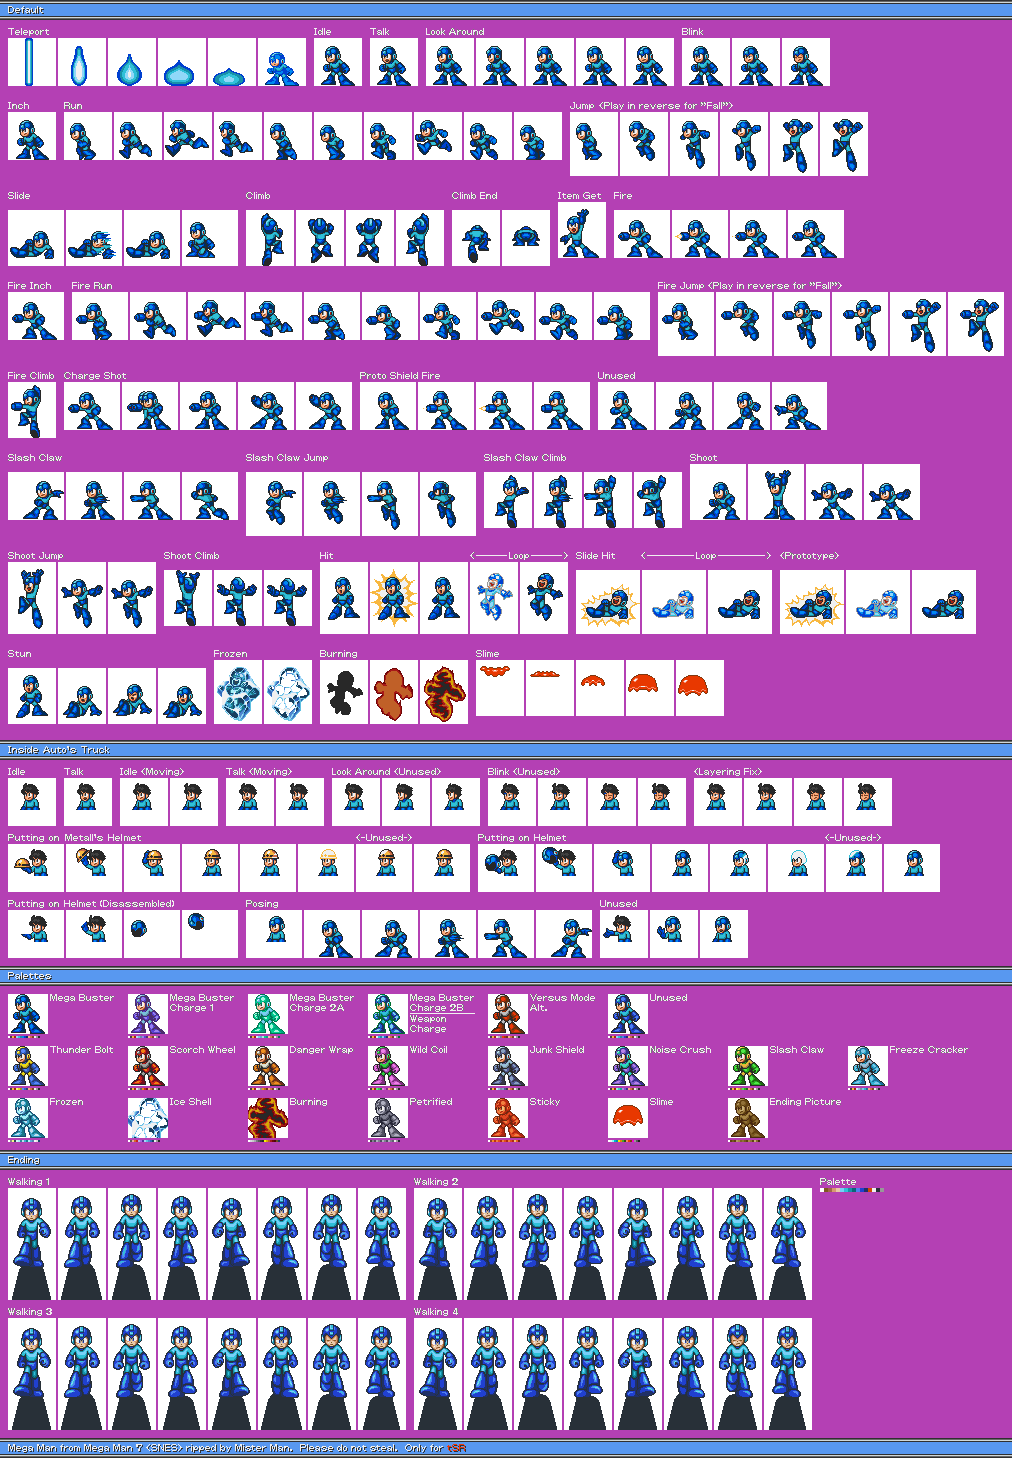 Default
Teleport Idle Talk Look Around Blink
Inch Run Jump <Play in reverse for "Fall">
Slide Climb Climb End Item Get Fire
Fire Inch Fire Run Fire Jump <Play in reverse for "Fall">
Fire Climb Charge Shot Proto Shield Fire Unused
Slash Claw Slash Claw Jump Slash Claw Climb Shoot
Shoot Jump Shoot Climb Hit <------Loop------> Slide Hit <------Loop------> <Prototype>
Stun Frozen Burning Slime
Inside Auto's Truck
Idle Talk Idle <Moving> Talk <Moving> Look Around <Unused> Blink <Unused> <Layering Fix>
Putting on Metall's Helmet <-Unused-> Putting on Helmet <-Unused->
Putting on Helmet (Disassembled) Posing Unused
Palettes
Mega Buster
Mega Buster
Charge 1
Mega Buster
Charge 2A
Mega Buster
Charge 2B
Weapon
Charge
Versus Mode
Alt.
Unused
Thunder Bolt Scorch Wheel Danger Wrap Wild Coil Junk Shield Noise Crush Slash Claw Freeze Cracker
Frozen Ice Shell Burning Petrified Sticky Slime Ending Picture
Ending
Walking 1 Walking 2 Palette
Walking 3 Walking 4
Mega Man from Mega Man 7 <SNES> ripped by Mister Man. Please do not steal. Only for tSR